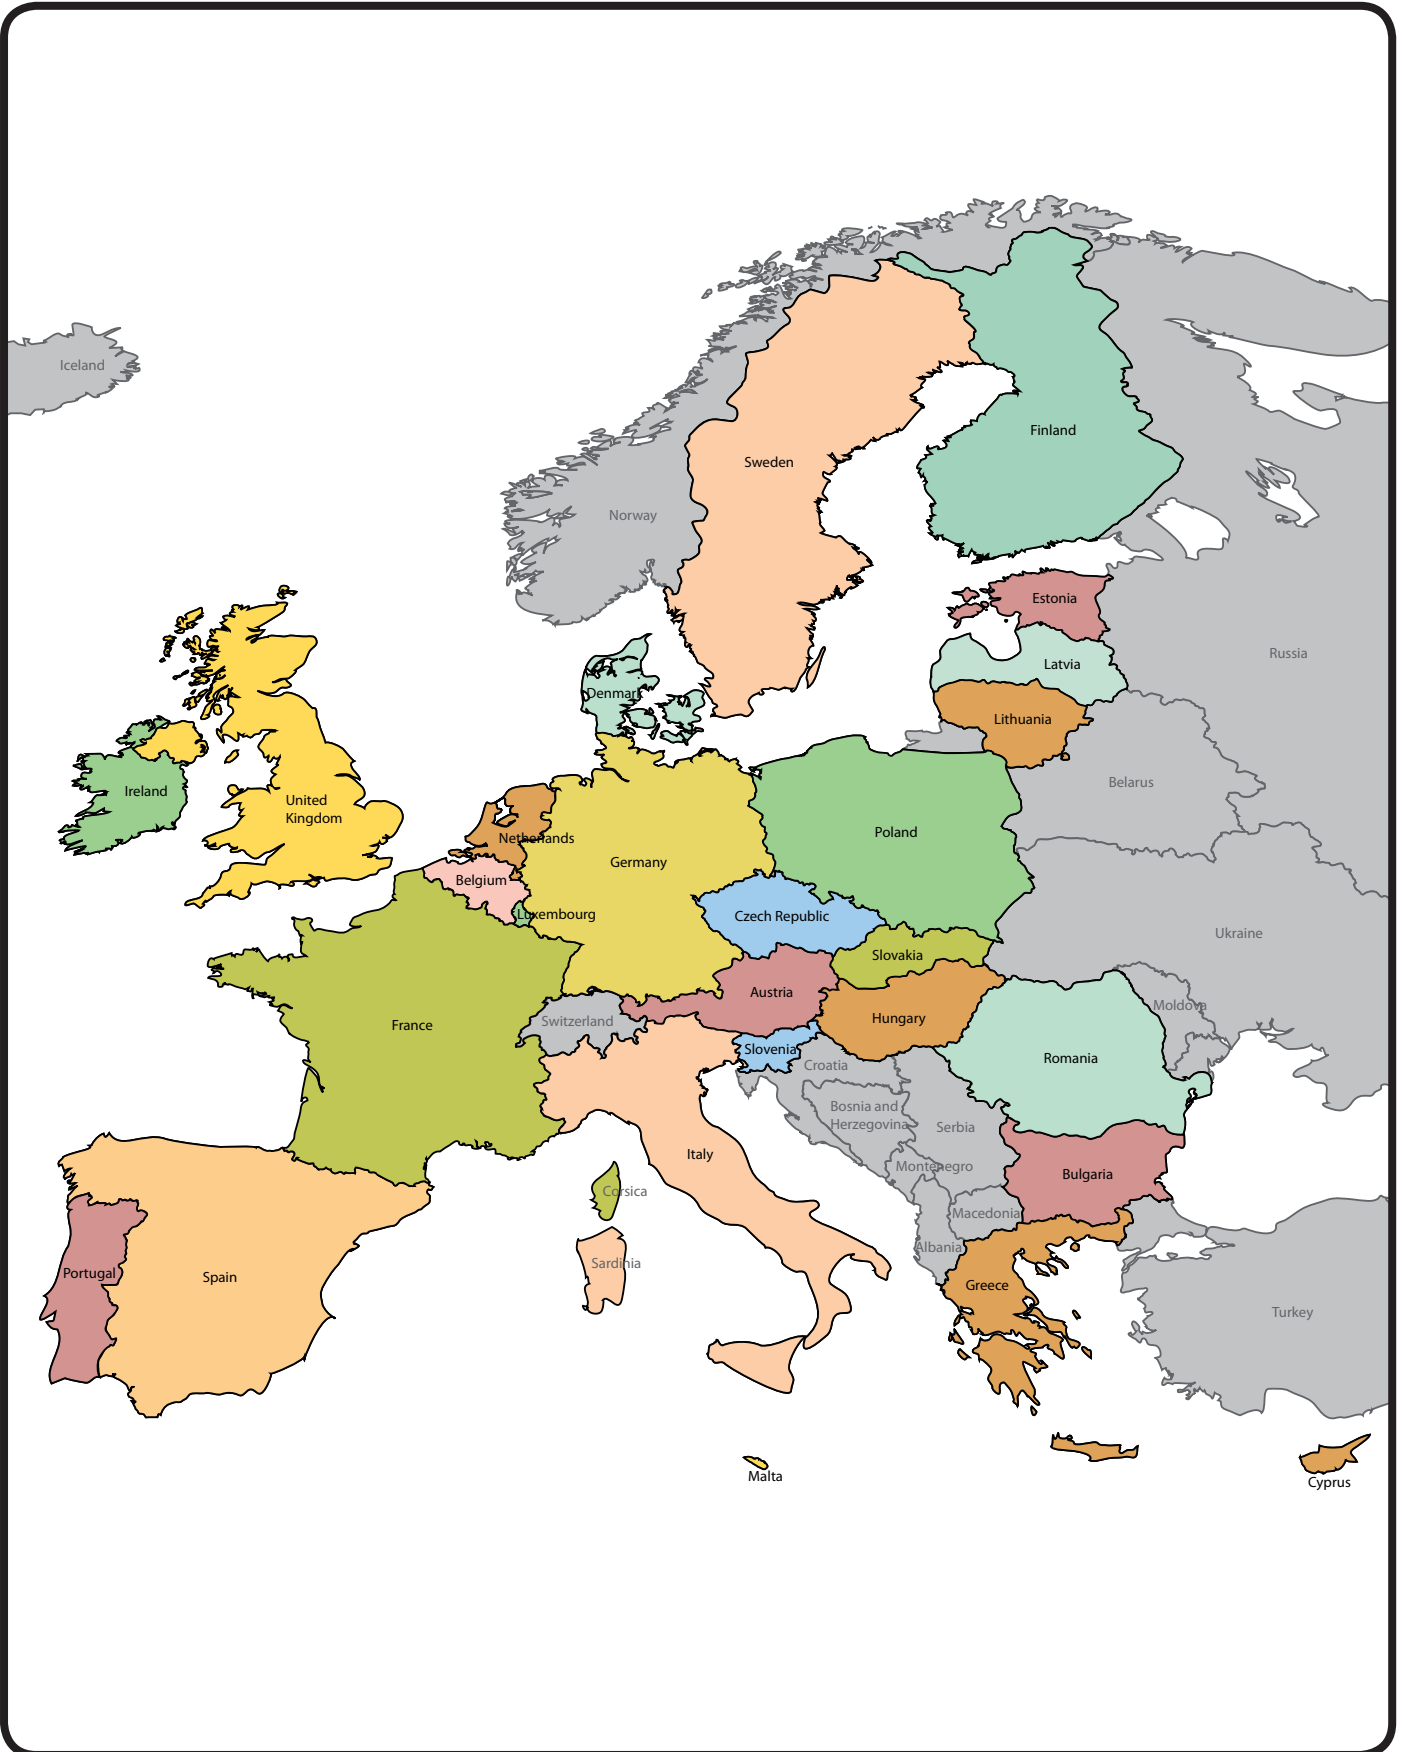 Iceland
Finland
Sweden
Norway
Estonia
Russia
Latvia
Denmark
Lithuania
Belarus
Ireland
United
Kingdom
Netherlands
Poland
Germany
Belgium
Luxembourg
Czech Republic
Ukraine
Slovakia
Austria
Moldova
France
Switzerland
Hungary
Slovenia
Romania
Croatia
Bosnia and
Herzegovina
Serbia
Italy
Montenegro
Bulgaria
Corsica
Macedonia
Albania
Sardinia
Portugal
Spain
Greece
Turkey
Malta
Cyprus